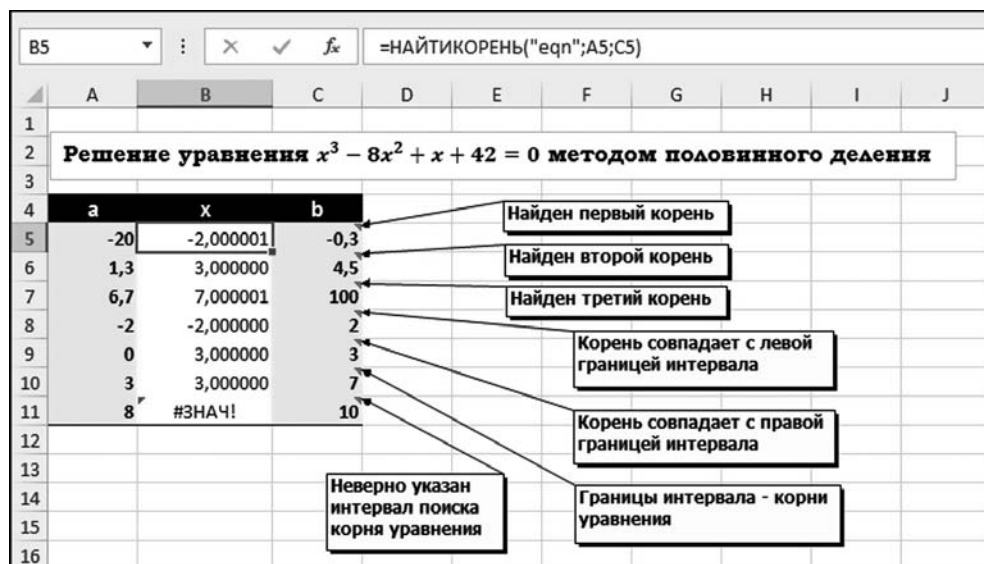 B5 fx =НАЙТИКОРЕНЬ("eqn";A5;C5)
A B C D E F G H I J
1
2 Решение уравнения x³ − 8x² + x + 42 = 0 методом половинного деления
3
4 a x b
5 -20 -2,000001 -0,3
6 1,3 3,000000 4,5
7 6,7 7,000001 100
8 -2 -2,000000 2
9 0 3,000000 3
10 3 3,000000 7
11 8 #ЗНАЧ! 10
12
13
14
15
16
Найден первый корень
Найден второй корень
Найден третий корень
Корень совпадает с левой
границей интервала
Корень совпадает с правой
границей интервала
Неверно указан
интервал поиска
корня уравнения
Границы интервала - корни
уравнения